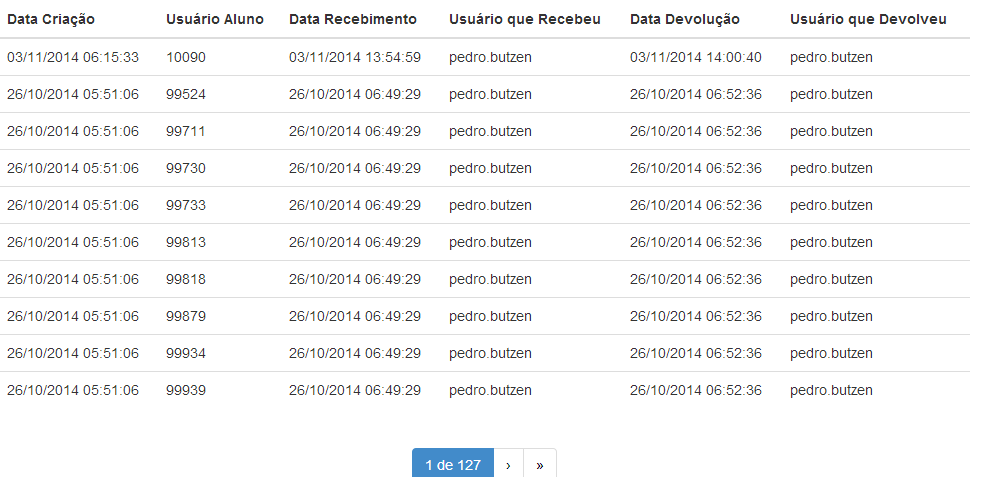 Data Criação Usuário Aluno Data Recebimento Usuário que Recebeu Data Devolução Usuário que Devolveu
03/11/2014 06:15:33 10090 03/11/2014 13:54:59 pedro.butzen 03/11/2014 14:00:40 pedro.butzen
26/10/2014 05:51:06 99524 26/10/2014 06:49:29 pedro.butzen 26/10/2014 06:52:36 pedro.butzen
26/10/2014 05:51:06 99711 26/10/2014 06:49:29 pedro.butzen 26/10/2014 06:52:36 pedro.butzen
26/10/2014 05:51:06 99730 26/10/2014 06:49:29 pedro.butzen 26/10/2014 06:52:36 pedro.butzen
26/10/2014 05:51:06 99733 26/10/2014 06:49:29 pedro.butzen 26/10/2014 06:52:36 pedro.butzen
26/10/2014 05:51:06 99813 26/10/2014 06:49:29 pedro.butzen 26/10/2014 06:52:36 pedro.butzen
26/10/2014 05:51:06 99818 26/10/2014 06:49:29 pedro.butzen 26/10/2014 06:52:36 pedro.butzen
26/10/2014 05:51:06 99879 26/10/2014 06:49:29 pedro.butzen 26/10/2014 06:52:36 pedro.butzen
26/10/2014 05:51:06 99934 26/10/2014 06:49:29 pedro.butzen 26/10/2014 06:52:36 pedro.butzen
26/10/2014 05:51:06 99939 26/10/2014 06:49:29 pedro.butzen 26/10/2014 06:52:36 pedro.butzen
1 de 127 › »